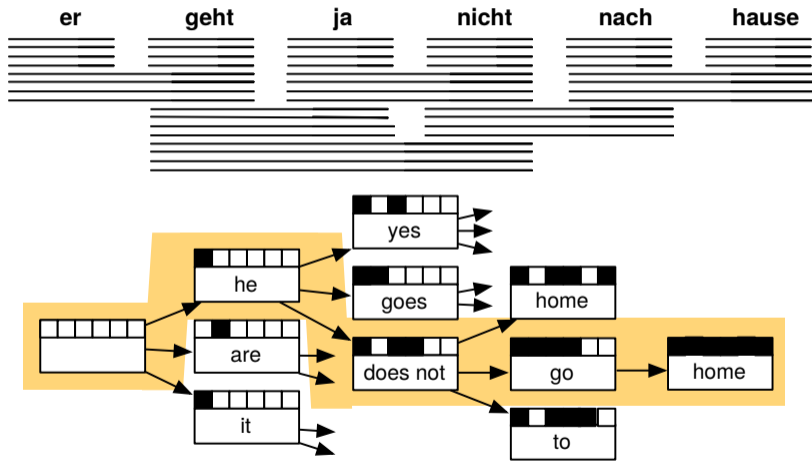 er geht ja nicht nach hause
yes
he
goes
home
are
does not
go
home
it
to